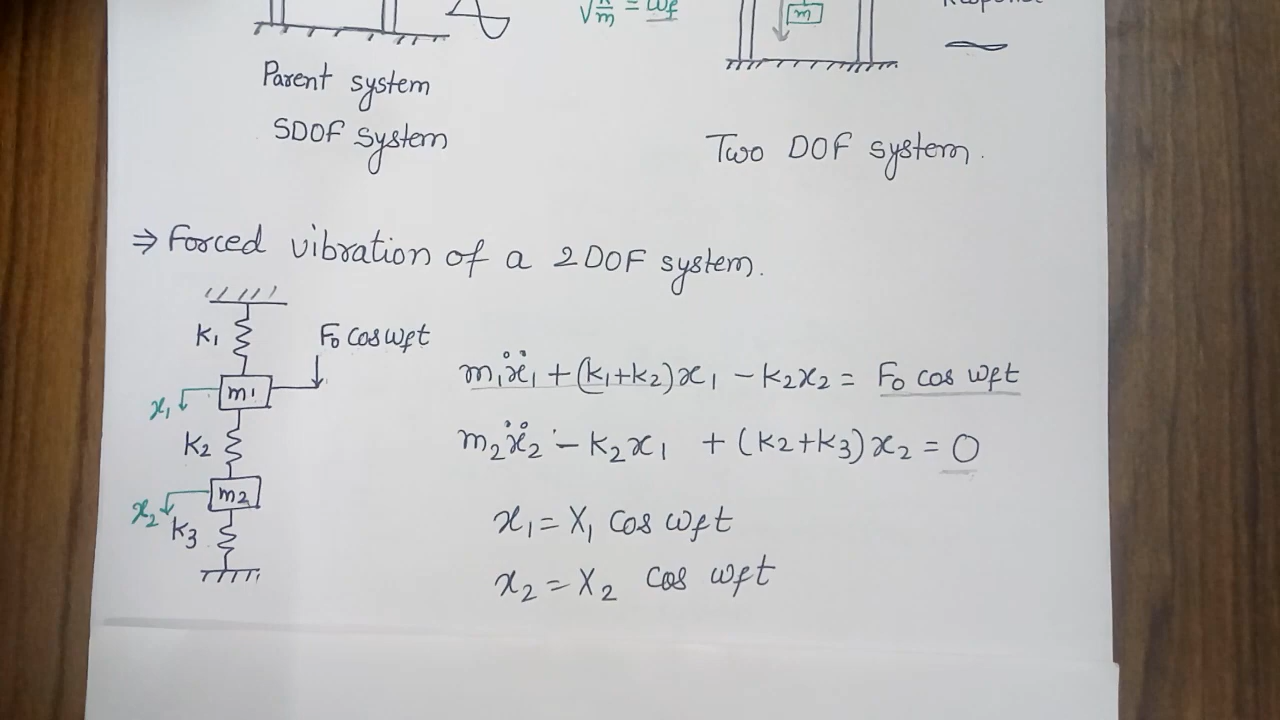 √k/m = ωf
m
Parent system
SDOF system
Two DOF system.
⇒ Forced vibration of a 2 DOF system.
k1
F0 cos ωft
m1
x1
k2
m2
x2
k3
m1ẍ1 + (k1+k2)x1 - k2x2 = F0 cos ωft
m2ẍ2 - k2x1 + (k2+k3)x2 = 0
x1 = X1 cos ωft
x2 = X2 cos ωft